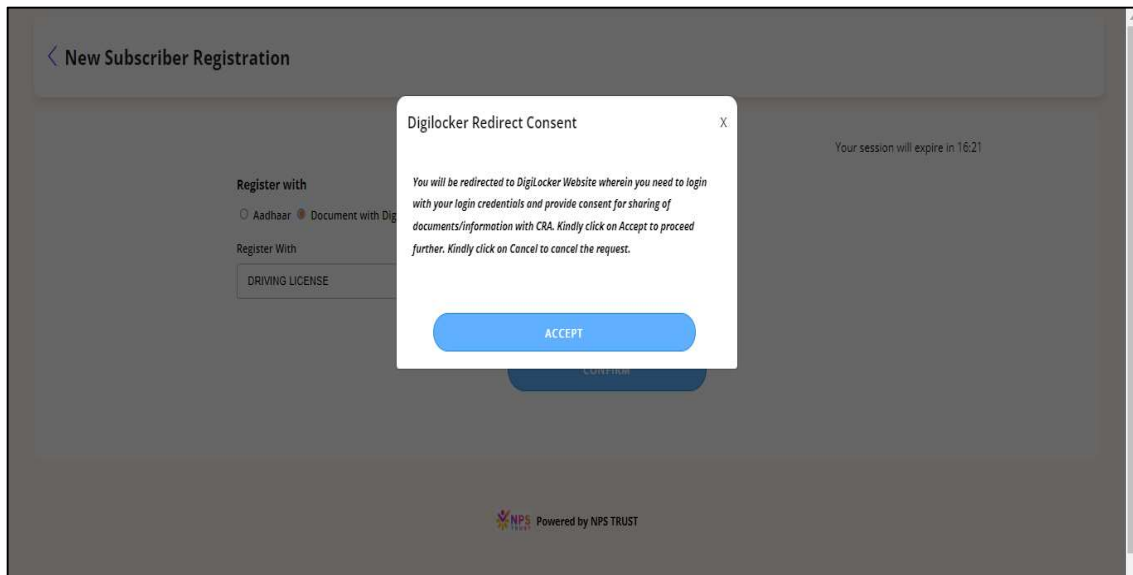 New Subscriber Registration
Digilocker Redirect Consent
X
Your session will expire in 16:21
You will be redirected to DigiLocker Website wherein you need to login
with your login credentials and provide consent for sharing of
documents/information with CRA. Kindly click on Accept to proceed
further. Kindly click on Cancel to cancel the request.
Register with
Aadhaar Document with Dig
Register With
DRIVING LICENSE
ACCEPT
CONFIRM
NPS TRUST Powered by NPS TRUST